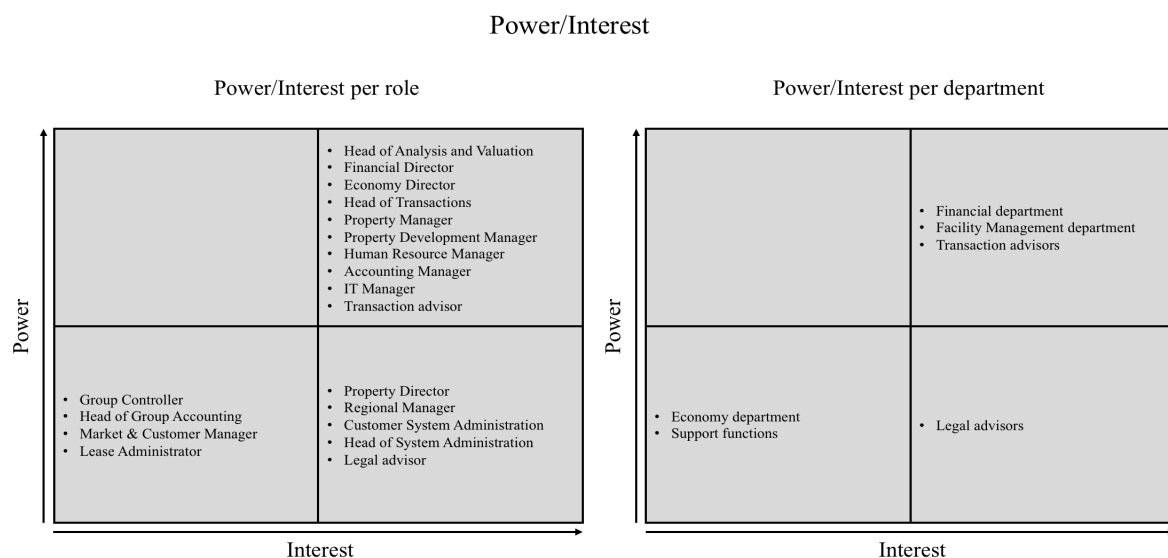 Power/Interest
Power/Interest per role
Power/Interest per department
Power
• Head of Analysis and Valuation
• Financial Director
• Economy Director
• Head of Transactions
• Property Manager
• Property Development Manager
• Human Resource Manager
• Accounting Manager
• IT Manager
• Transaction advisor
• Group Controller
• Head of Group Accounting
• Market & Customer Manager
• Lease Administrator
• Property Director
• Regional Manager
• Customer System Administration
• Head of System Administration
• Legal advisor
Interest
Power
• Financial department
• Facility Management department
• Transaction advisors
• Economy department
• Support functions
• Legal advisors
Interest